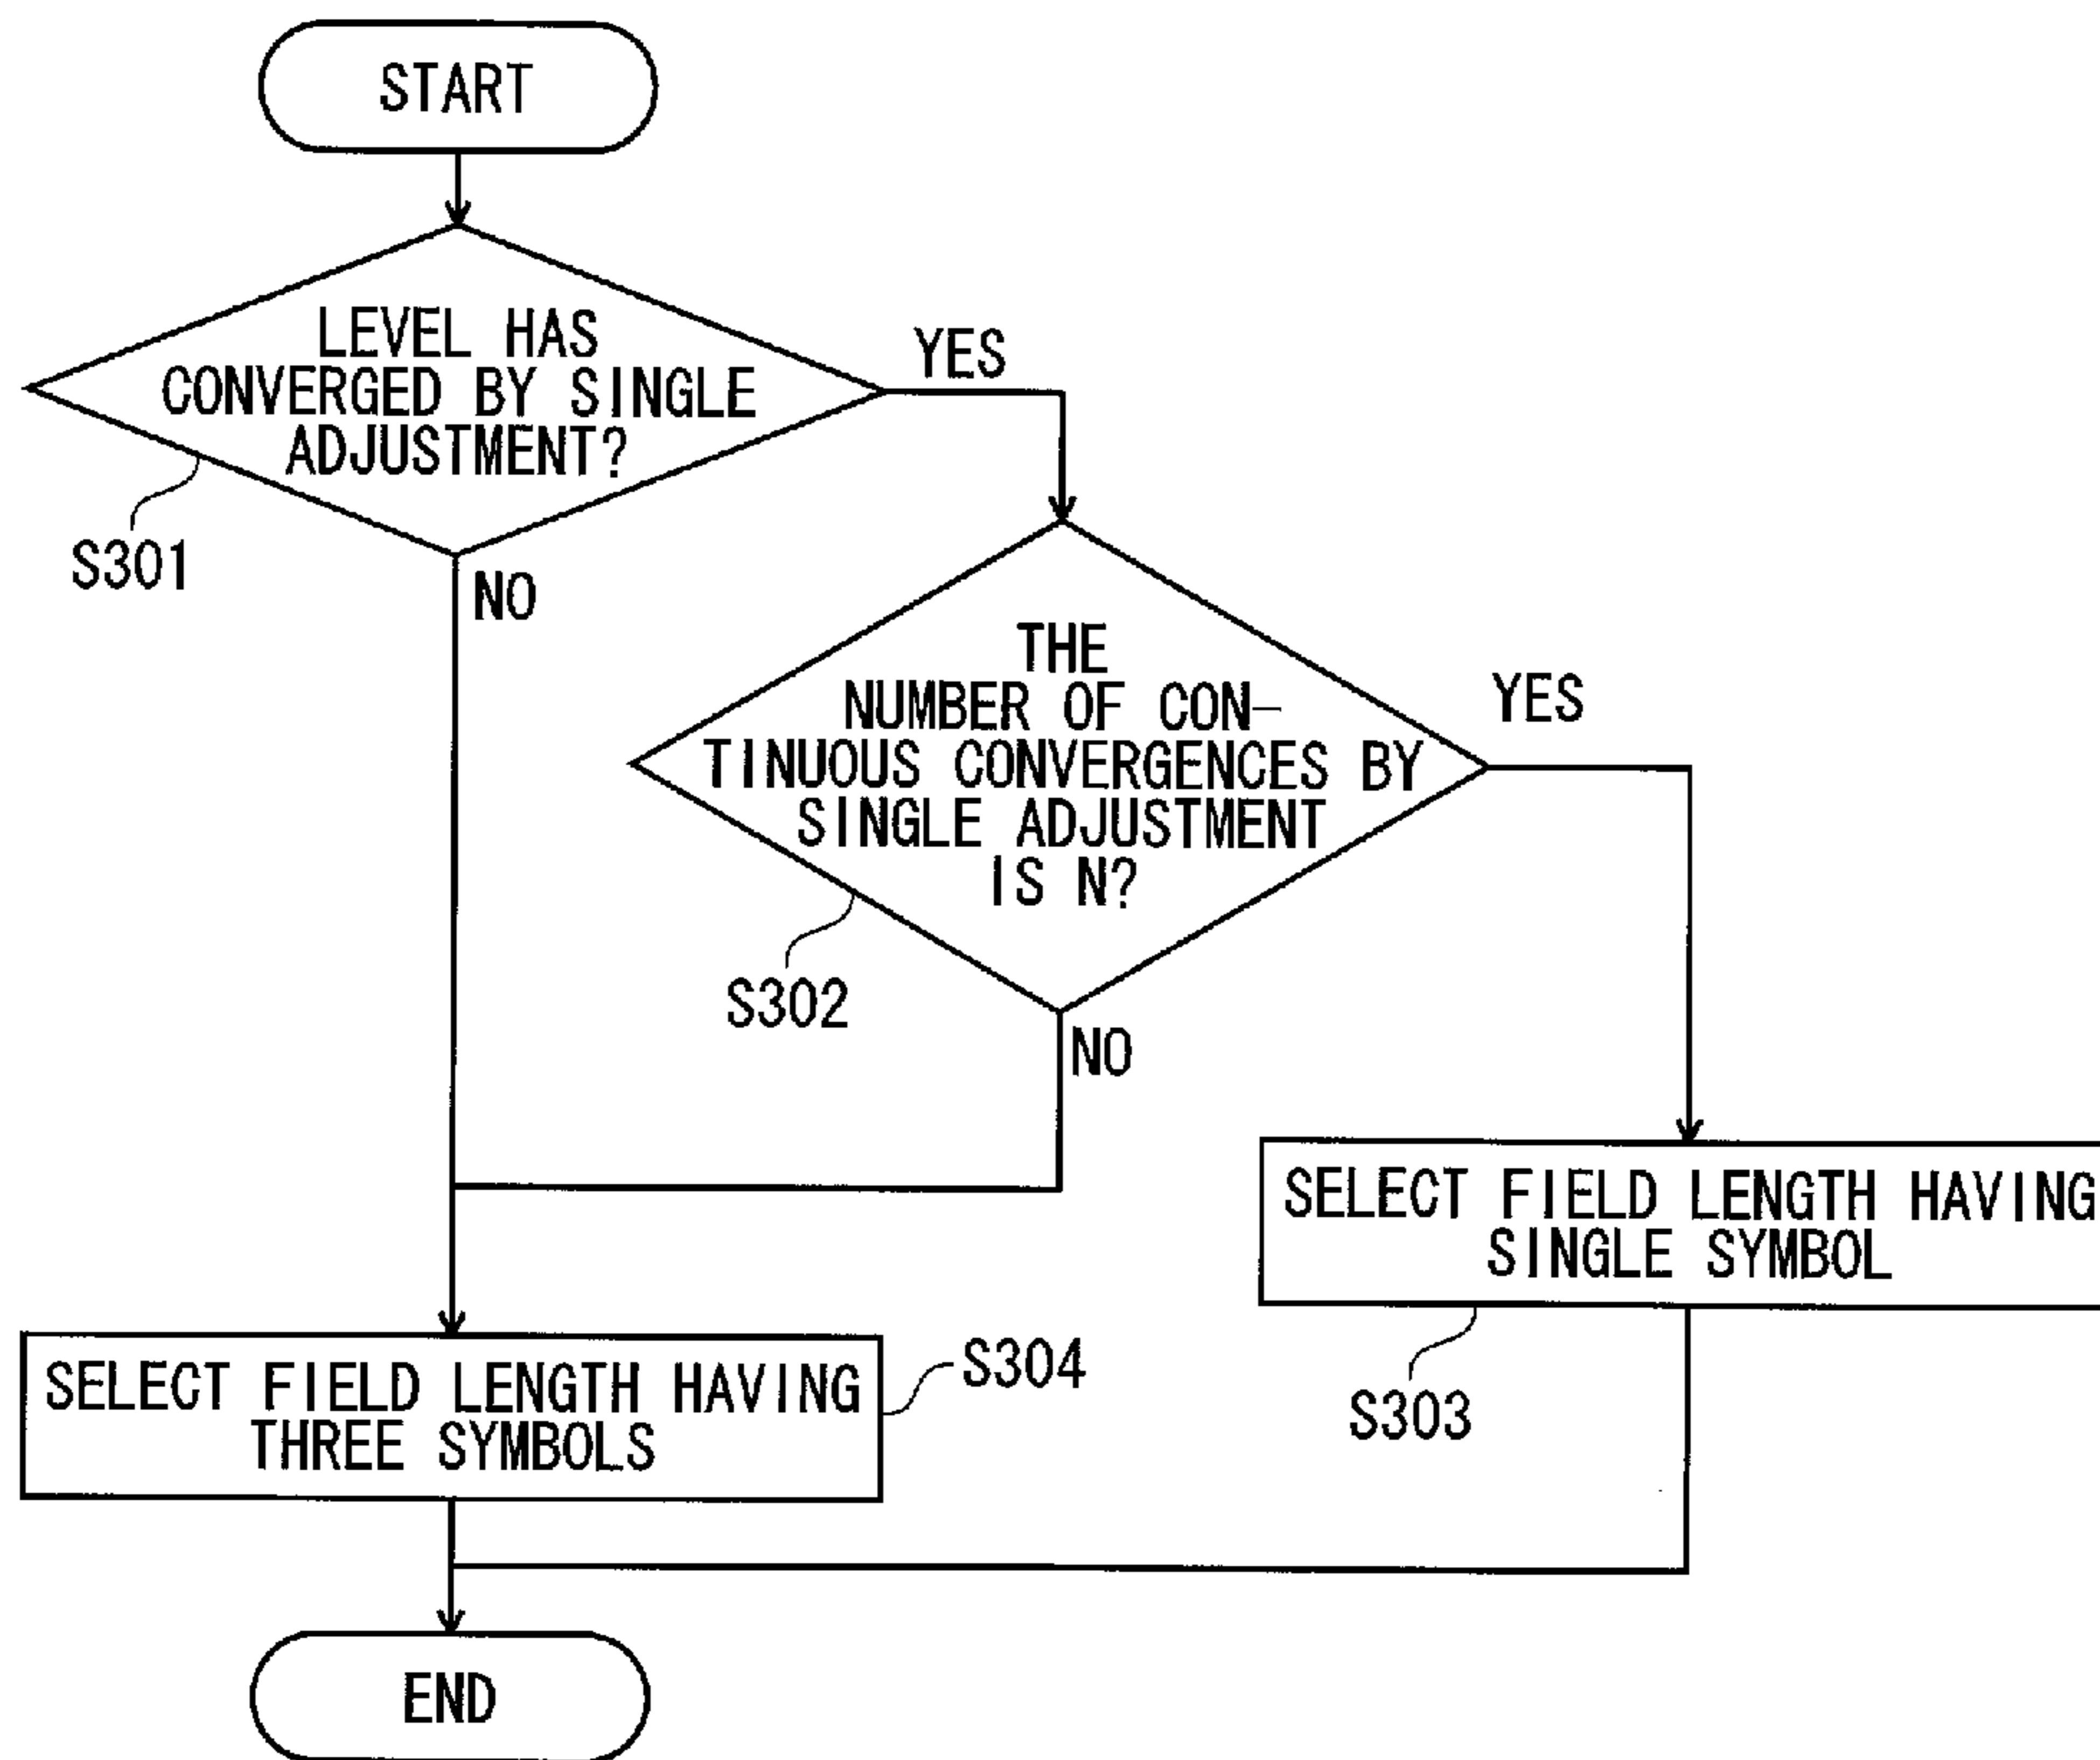 START
LEVEL HAS
CONVERGED BY SINGLE
ADJUSTMENT?
YES
S301
NO
THE
NUMBER OF CON-
TINUOUS CONVERGENCES BY
SINGLE ADJUSTMENT
IS N?
YES
S302
NO
SELECT FIELD LENGTH HAVING
SINGLE SYMBOL
S303
SELECT FIELD LENGTH HAVING
THREE SYMBOLS
S304
END